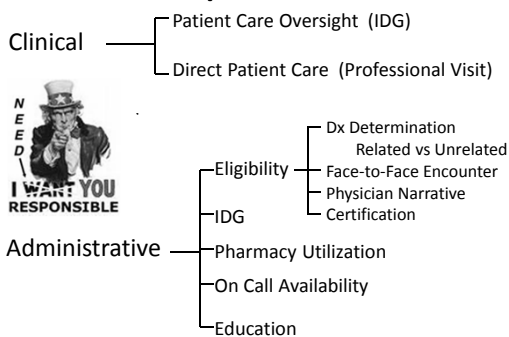 Clinical
Patient Care Oversight (IDG)
Direct Patient Care (Professional Visit)
NEED
I WANT YOU
RESPONSIBLE
Administrative
Eligibility
Dx Determination
Related vs Unrelated
Face-to-Face Encounter
Physician Narrative
Certification
IDG
Pharmacy Utilization
On Call Availability
Education